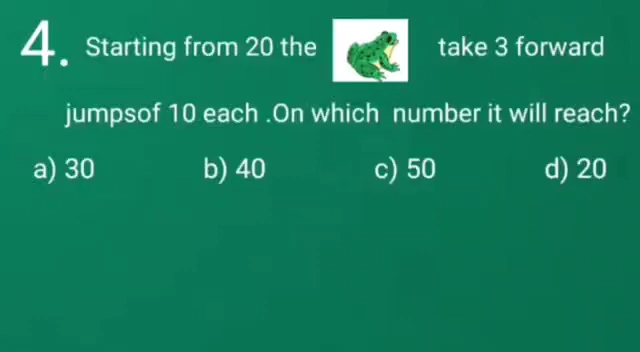 4. Starting from 20 the take 3 forward
jumpsof 10 each .On which number it will reach?
a) 30 b) 40 c) 50 d) 20